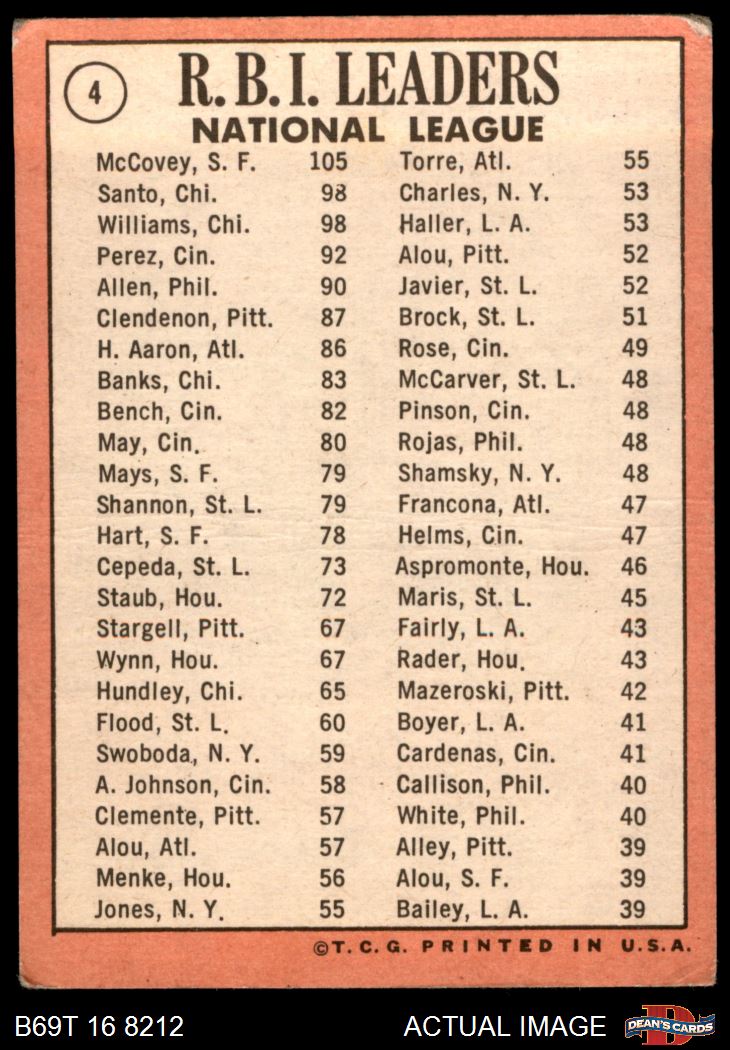 4
R. B. I. LEADERS
NATIONAL LEAGUE
McCovey, S. F. 105
Santo, Chi. 98
Williams, Chi. 98
Perez, Cin. 92
Allen, Phil. 90
Clendenon, Pitt. 87
H. Aaron, Atl. 86
Banks, Chi. 83
Bench, Cin. 82
May, Cin. 80
Mays, S. F. 79
Shannon, St. L. 79
Hart, S. F. 78
Cepeda, St. L. 73
Staub, Hou. 72
Stargell, Pitt. 67
Wynn, Hou. 67
Hundley, Chi. 65
Flood, St. L. 60
Swoboda, N. Y. 59
A. Johnson, Cin. 58
Clemente, Pitt. 57
Alou, Atl. 57
Menke, Hou. 56
Jones, N. Y. 55
Torre, Atl. 55
Charles, N. Y. 53
Haller, L. A. 53
Alou, Pitt. 52
Javier, St. L. 52
Brock, St. L. 51
Rose, Cin. 49
McCarver, St. L. 48
Pinson, Cin. 48
Rojas, Phil. 48
Shamsky, N. Y. 48
Francona, Atl. 47
Helms, Cin. 47
Aspromonte, Hou. 46
Maris, St. L. 45
Fairly, L. A. 43
Rader, Hou. 43
Mazeroski, Pitt. 42
Boyer, L. A. 41
Cardenas, Cin. 41
Callison, Phil. 40
White, Phil. 40
Alley, Pitt. 39
Alou, S. F. 39
Bailey, L. A. 39
©T. C. G. PRINTED IN U.S.A.
B69T 16 8212
ACTUAL IMAGE
D
DEAN'S CARDS